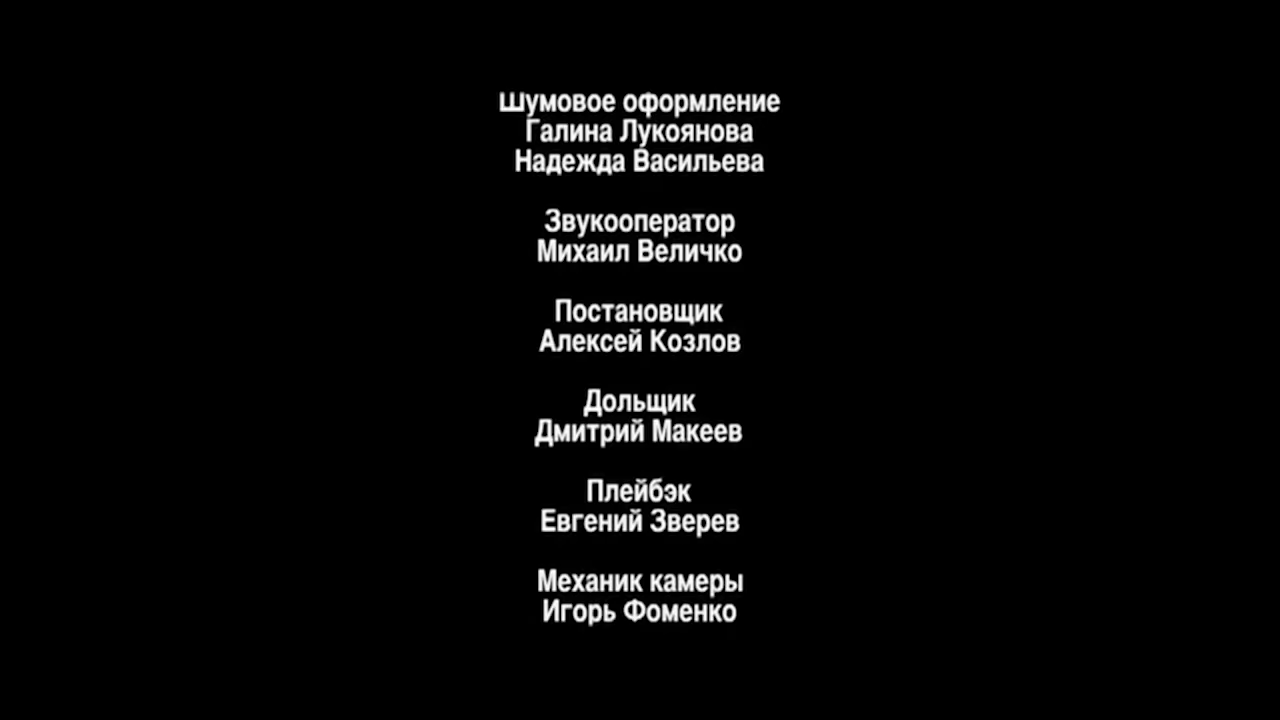 Шумовое оформление
Галина Лукоянова
Надежда Васильева
Звукооператор
Михаил Величко
Постановщик
Алексей Козлов
Дольщик
Дмитрий Макеев
Плейбэк
Евгений Зверев
Механик камеры
Игорь Фоменко